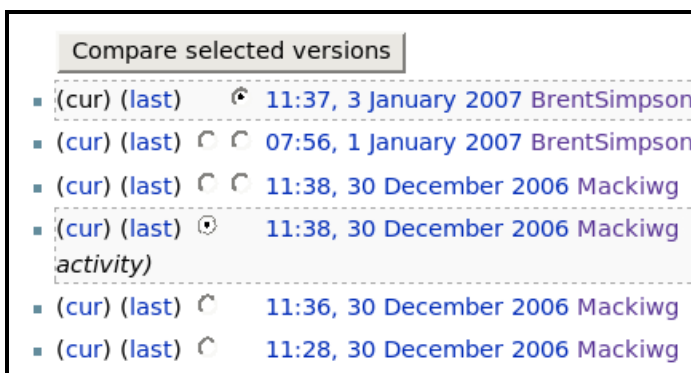 Compare selected versions
(cur) (last) 11:37, 3 January 2007 BrentSimpson
(cur) (last) 07:56, 1 January 2007 BrentSimpson
(cur) (last) 11:38, 30 December 2006 Mackiwg
(cur) (last) 11:38, 30 December 2006 Mackiwg
activity)
(cur) (last) 11:36, 30 December 2006 Mackiwg
(cur) (last) 11:28, 30 December 2006 Mackiwg